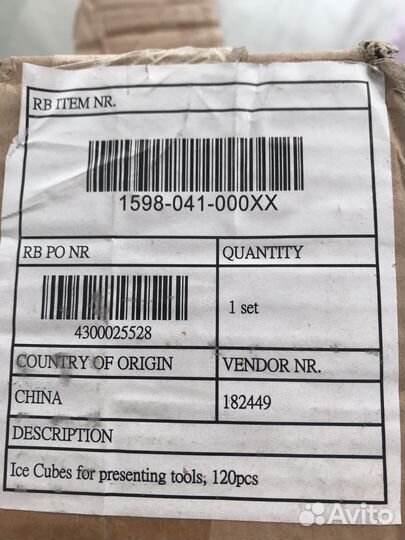 RB ITEM NR.
1598-041-000XX
RB PO NR
QUANTITY
4300025528
1 set
COUNTRY OF ORIGIN
VENDOR NR.
CHINA
182449
DESCRIPTION
Ice Cubes for presenting tools, 120pcs
Avito